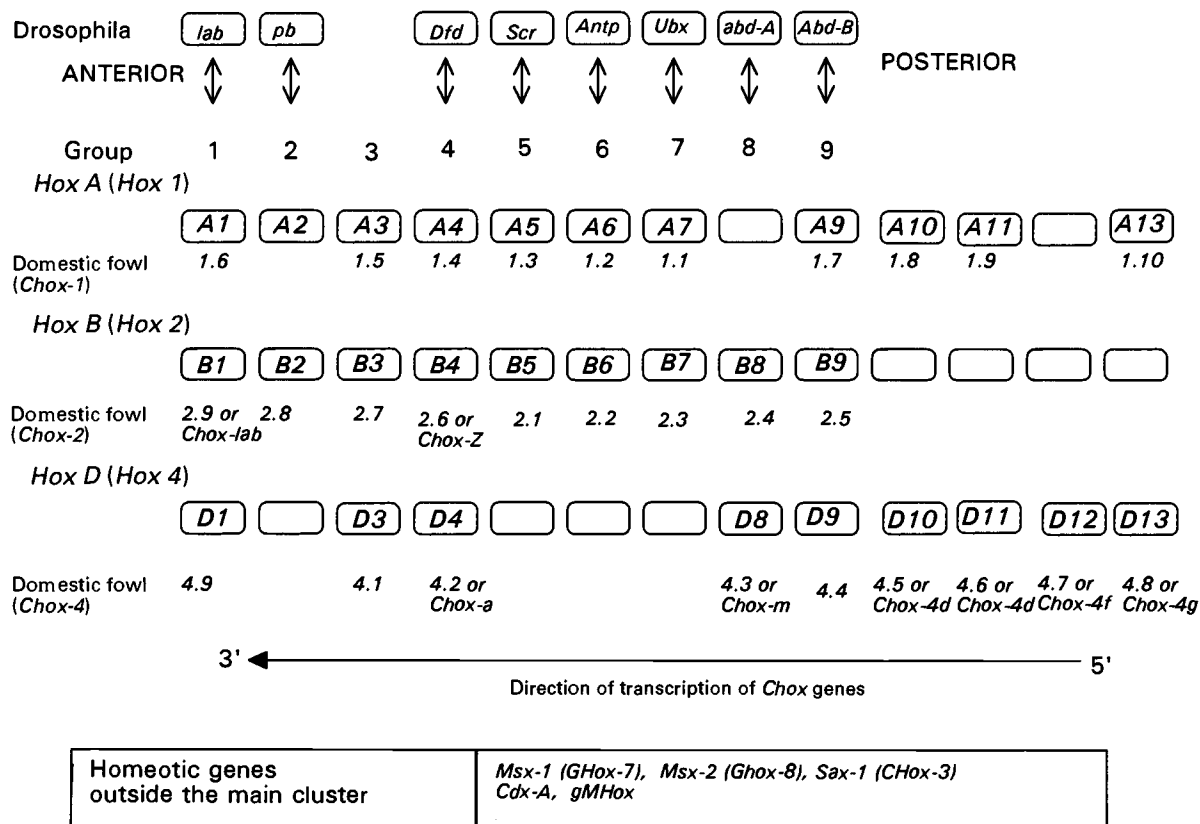 Drosophila lab pb Dfd Scr Antp Ubx abd-A Abd-B
ANTERIOR POSTERIOR
Group 1 2 3 4 5 6 7 8 9
Hox A (Hox 1)
A1 A2 A3 A4 A5 A6 A7 A9 A10 A11 A13
Domestic fowl 1.6 1.5 1.4 1.3 1.2 1.1 1.7 1.8 1.9 1.10
(Chox-1)
Hox B (Hox 2)
B1 B2 B3 B4 B5 B6 B7 B8 B9
Domestic fowl 2.9 or 2.8 2.7 2.6 or 2.1 2.2 2.3 2.4 2.5
(Chox-2) Chox-lab Chox-Z
Hox D (Hox 4)
D1 D3 D4 D8 D9 D10 D11 D12 D13
Domestic fowl 4.9 4.1 4.2 or 4.3 or 4.4 4.5 or 4.6 or 4.7 or 4.8 or
(Chox-4) Chox-a Chox-m Chox-4d Chox-4d Chox-4f Chox-4g
3' 5'
Direction of transcription of Chox genes
Homeotic genes Msx-1 (GHox-7), Msx-2 (Ghox-8), Sax-1 (CHox-3)
outside the main cluster Cdx-A, gMHox